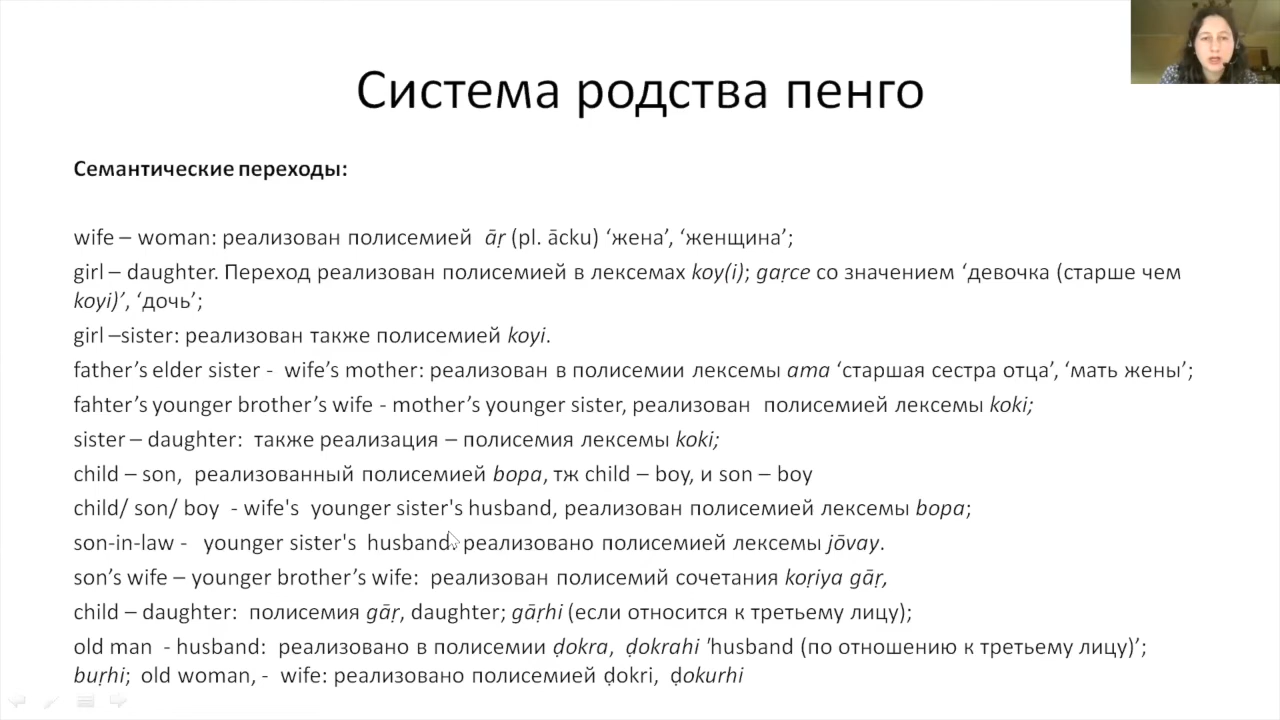 Система родства пенго
Семантические переходы:
wife – woman: реализован полисемией āṛ (pl. ācku) ‘жена’, ‘женщина’;
girl – daughter. Переход реализован полисемией в лексемах koy(i); gaṛce со значением ‘девочка (старше чем
koyi)’, ‘дочь’;
girl –sister: реализован также полисемией koyi.
father’s elder sister - wife’s mother: реализован в полисемии лексемы ama ‘старшая сестра отца’, ‘мать жены’;
fahter’s younger brother’s wife - mother’s younger sister, реализован полисемией лексемы koki;
sister – daughter: также реализация – полисемия лексемы koki;
child – son, реализованный полисемией bopa, тж child – boy, и son – boy
child/ son/ boy - wife's younger sister's husband, реализован полисемией лексемы bopa;
son-in-law - younger sister's husband, реализовано полисемией лексемы jōvay.
son’s wife – younger brother’s wife: реализован полисемий сочетания koṛiya gāṛ,
child – daughter: полисемия gāṛ, daughter; gāṛhi (если относится к третьему лицу);
old man - husband: реализовано в полисемии ḍokra, ḍokrahi 'husband (по отношению к третьему лицу)’;
buṛhi; old woman, - wife: реализовано полисемией ḍokri, ḍokurhi